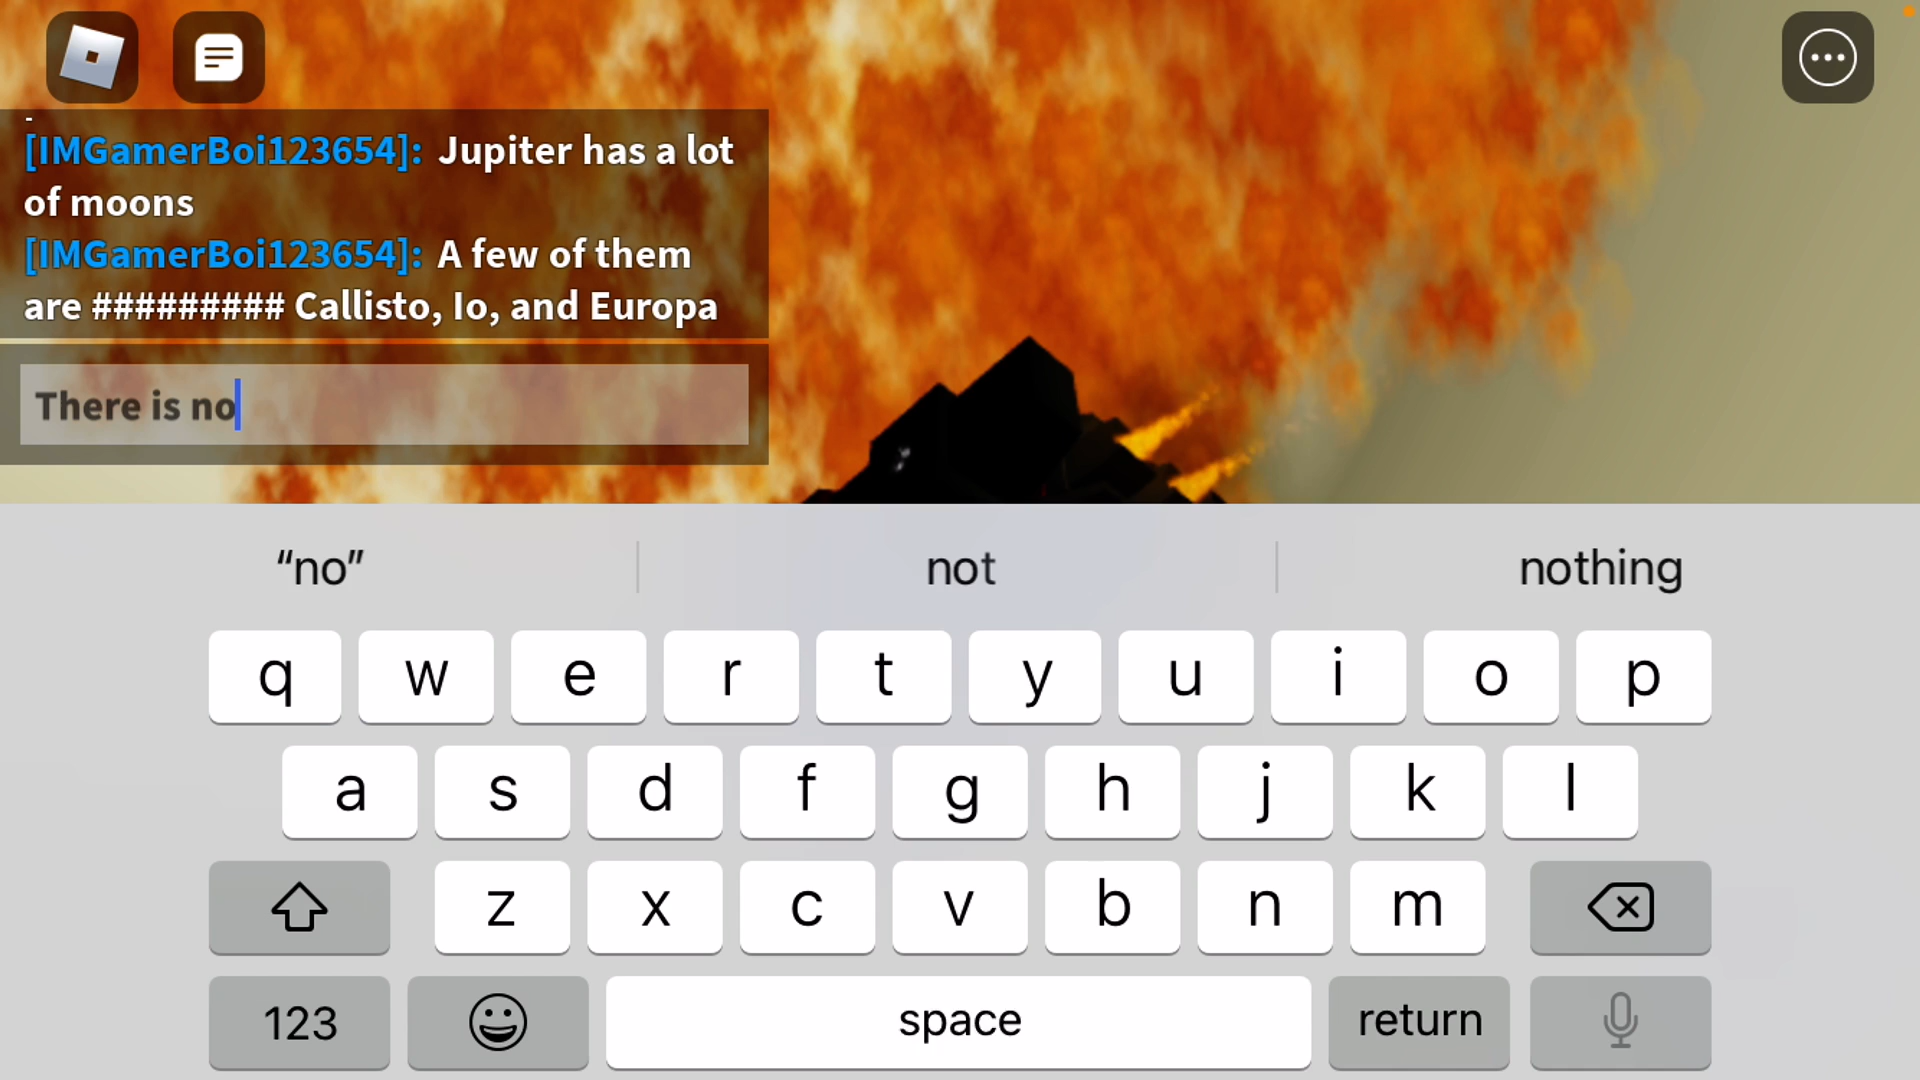 [IMGamerBoi123654]: Jupiter has a lot
of moons
[IMGamerBoi123654]: A few of them
are ######### Callisto, Io, and Europa
There is no
“no” not nothing
q w e r t y u i o p
a s d f g h j k l
z x c v b n m
123 space return